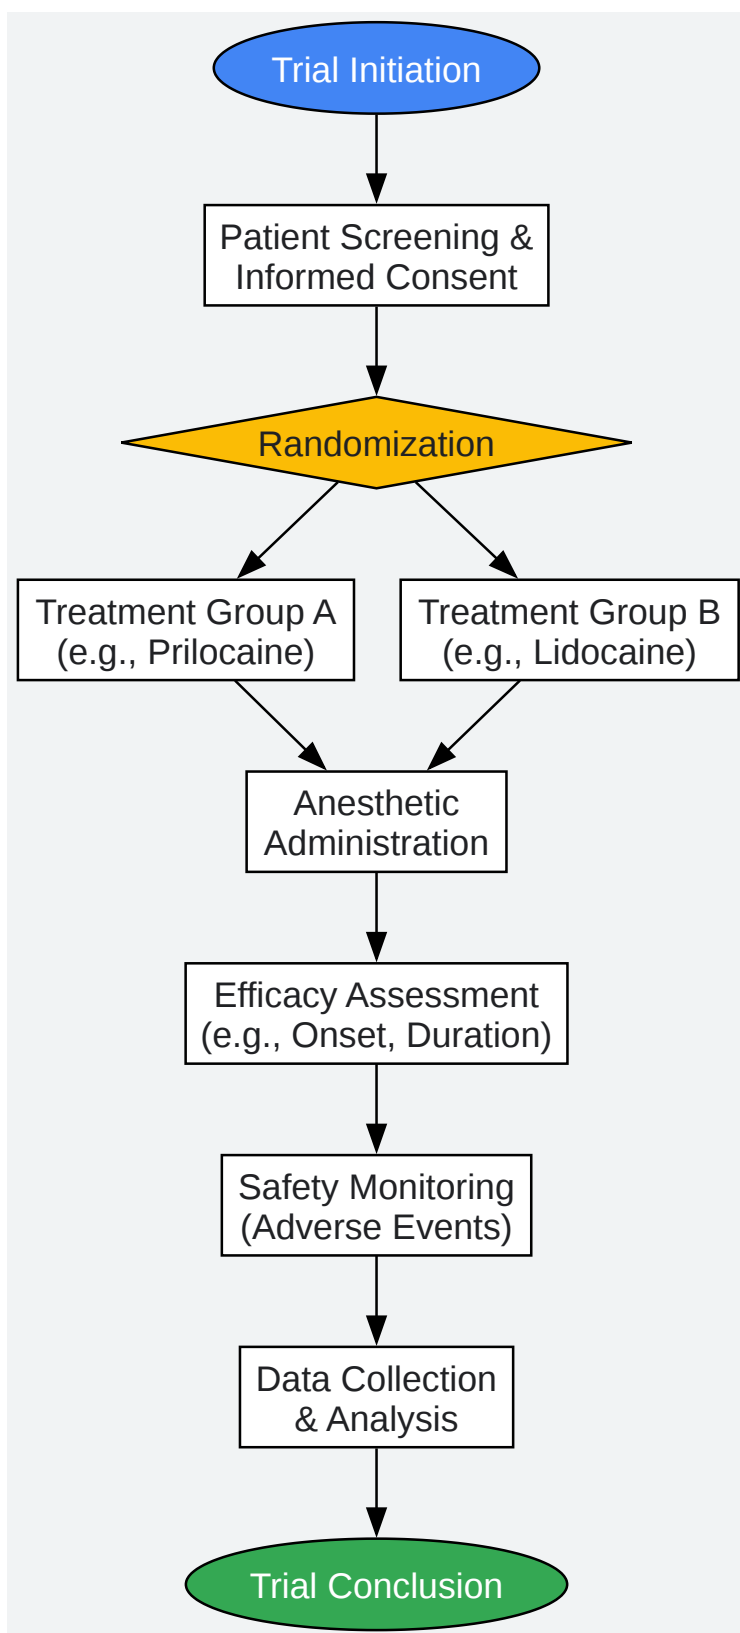 Trial Initiation
Patient Screening &
Informed Consent
Randomization
Treatment Group A
(e.g., Prilocaine)
Treatment Group B
(e.g., Lidocaine)
Anesthetic
Administration
Efficacy Assessment
(e.g., Onset, Duration)
Safety Monitoring
(Adverse Events)
Data Collection
& Analysis
Trial Conclusion